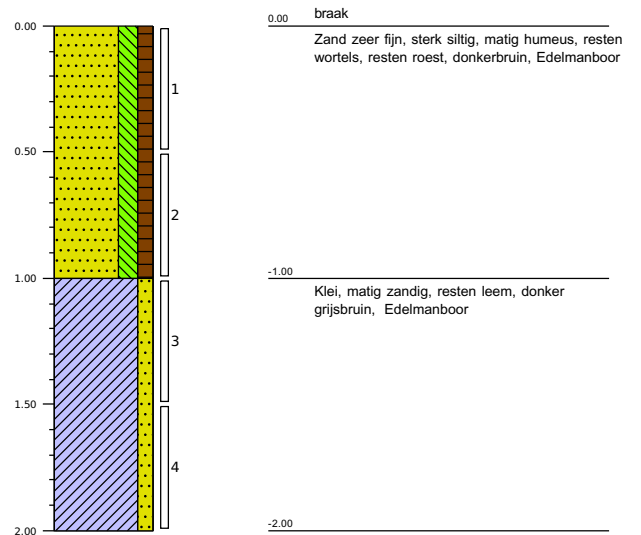 0.00
0.50
1.00
1.50
2.00
1
2
3
4
0.00
braak
Zand zeer fijn, sterk siltig, matig humeus, resten
wortels, resten roest, donkerbruin, Edelmanboor
-1.00
Klei, matig zandig, resten leem, donker
grijsbruin, Edelmanboor
-2.00